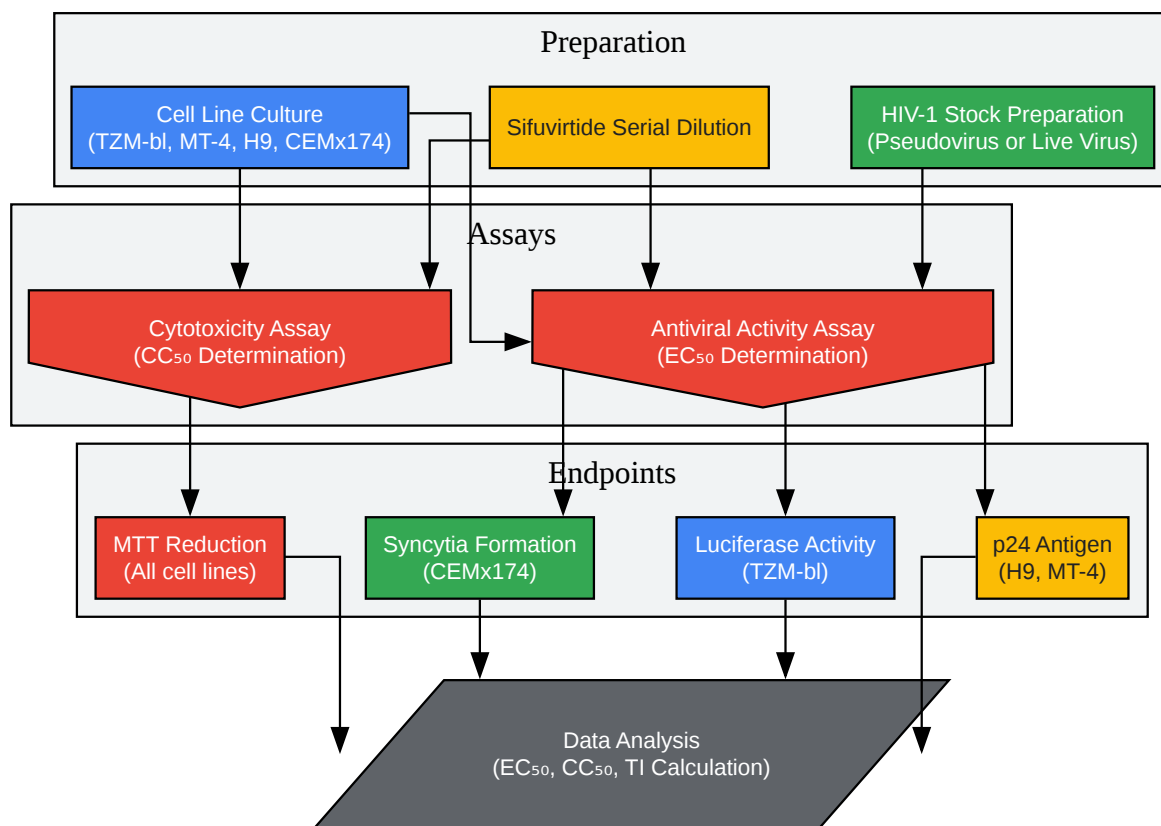 Preparation
Cell Line Culture
(TZM-bl, MT-4, H9, CEMx174)
Sifuvirtide Serial Dilution
HIV-1 Stock Preparation
(Pseudovirus or Live Virus)
Assays
Cytotoxicity Assay
(CC₅₀ Determination)
Antiviral Activity Assay
(EC₅₀ Determination)
Endpoints
MTT Reduction
(All cell lines)
Syncytia Formation
(CEMx174)
Luciferase Activity
(TZM-bl)
p24 Antigen
(H9, MT-4)
Data Analysis
(EC₅₀, CC₅₀, TI Calculation)